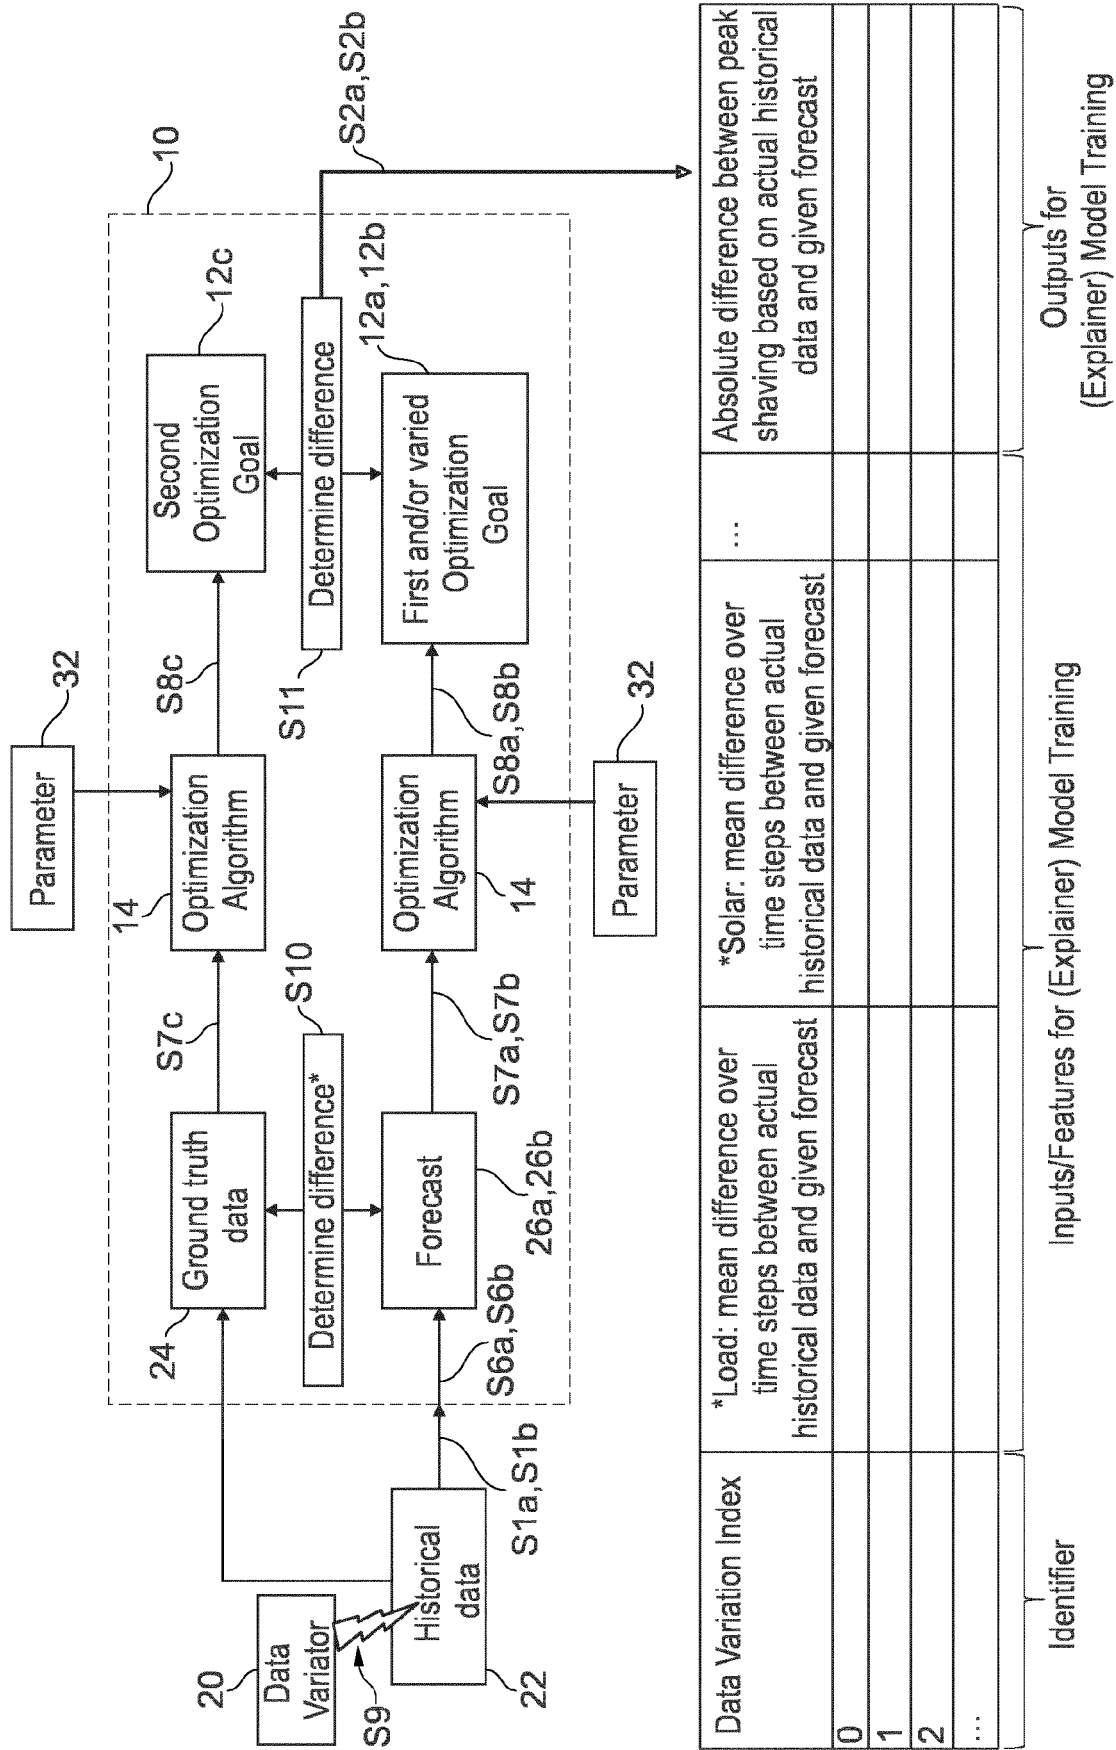 20
Data
Variator
S9
Historical
data
22
S1a,S1b
S6a,S6b
24
Ground truth
data
Determine difference*
S10
Forecast
26a,26b
S7c
S7a,S7b
Parameter
32
14
Optimization
Algorithm
Optimization
Algorithm
14
Parameter
32
S8c
S8a,S8b
Second
Optimization
Goal
12c
S11
Determine difference
First and/or varied
Optimization
Goal
12a,12b
10
S2a,S2b
Data Variation Index
*Load: mean difference over
time steps between actual
historical data and given forecast
*Solar: mean difference over
time steps between actual
historical data and given forecast
...
Absolute difference between peak
shaving based on actual historical
data and given forecast
0
1
2
...
Identifier
Inputs/Features for (Explainer) Model Training
Outputs for
(Explainer) Model Training